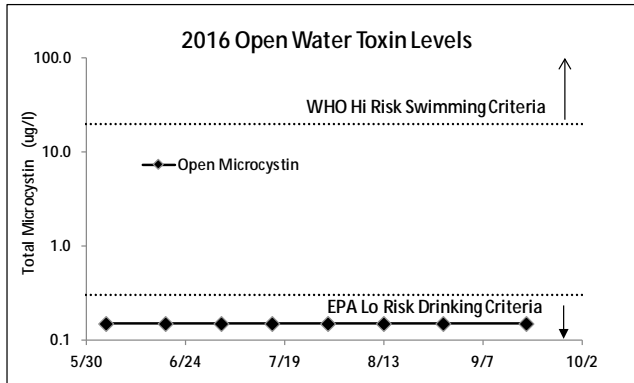 2016 Open Water Toxin Levels
100.0
WHO Hi Risk Swimming Criteria
10.0
Open Microcystin
Total Microcystin (ug/l)
1.0
EPA Lo Risk Drinking Criteria
0.1
5/30 6/24 7/19 8/13 9/7 10/2